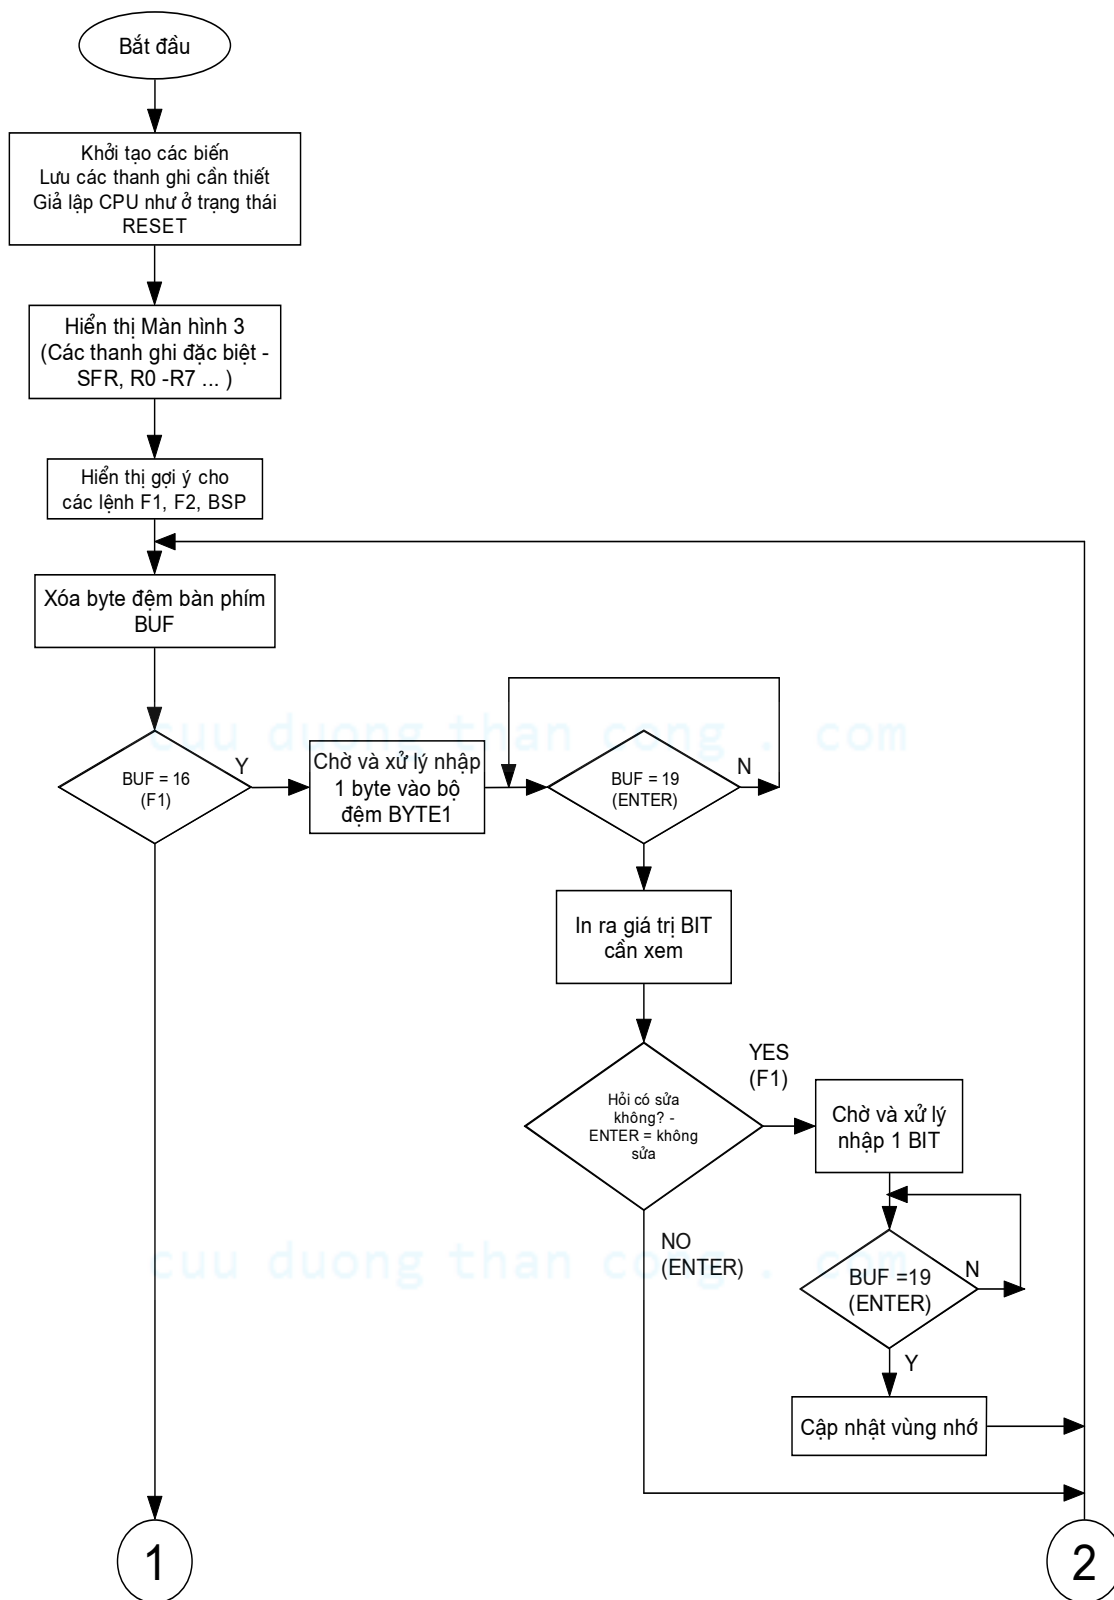 Bắt đầu
Khởi tạo các biến
Lưu các thanh ghi cần thiết
Giả lập CPU như ở trạng thái
RESET
Hiển thị Màn hình 3
(Các thanh ghi đặc biệt -
SFR, R0 -R7 ... )
Hiển thị gợi ý cho
các lệnh F1, F2, BSP
Xóa byte đệm bàn phím
BUF
cuu duong than cong . com
BUF = 16
(F1)
Y
Chờ và xử lý nhập
1 byte vào bộ
đệm BYTE1
BUF = 19
(ENTER)
N
In ra giá trị BIT
cần xem
Hỏi có sửa
không? -
ENTER = không
sửa
YES
(F1)
Chờ và xử lý
nhập 1 BIT
NO
(ENTER)
cuu duong than cong . com
BUF =19
(ENTER)
N
Y
Cập nhật vùng nhớ
1
2